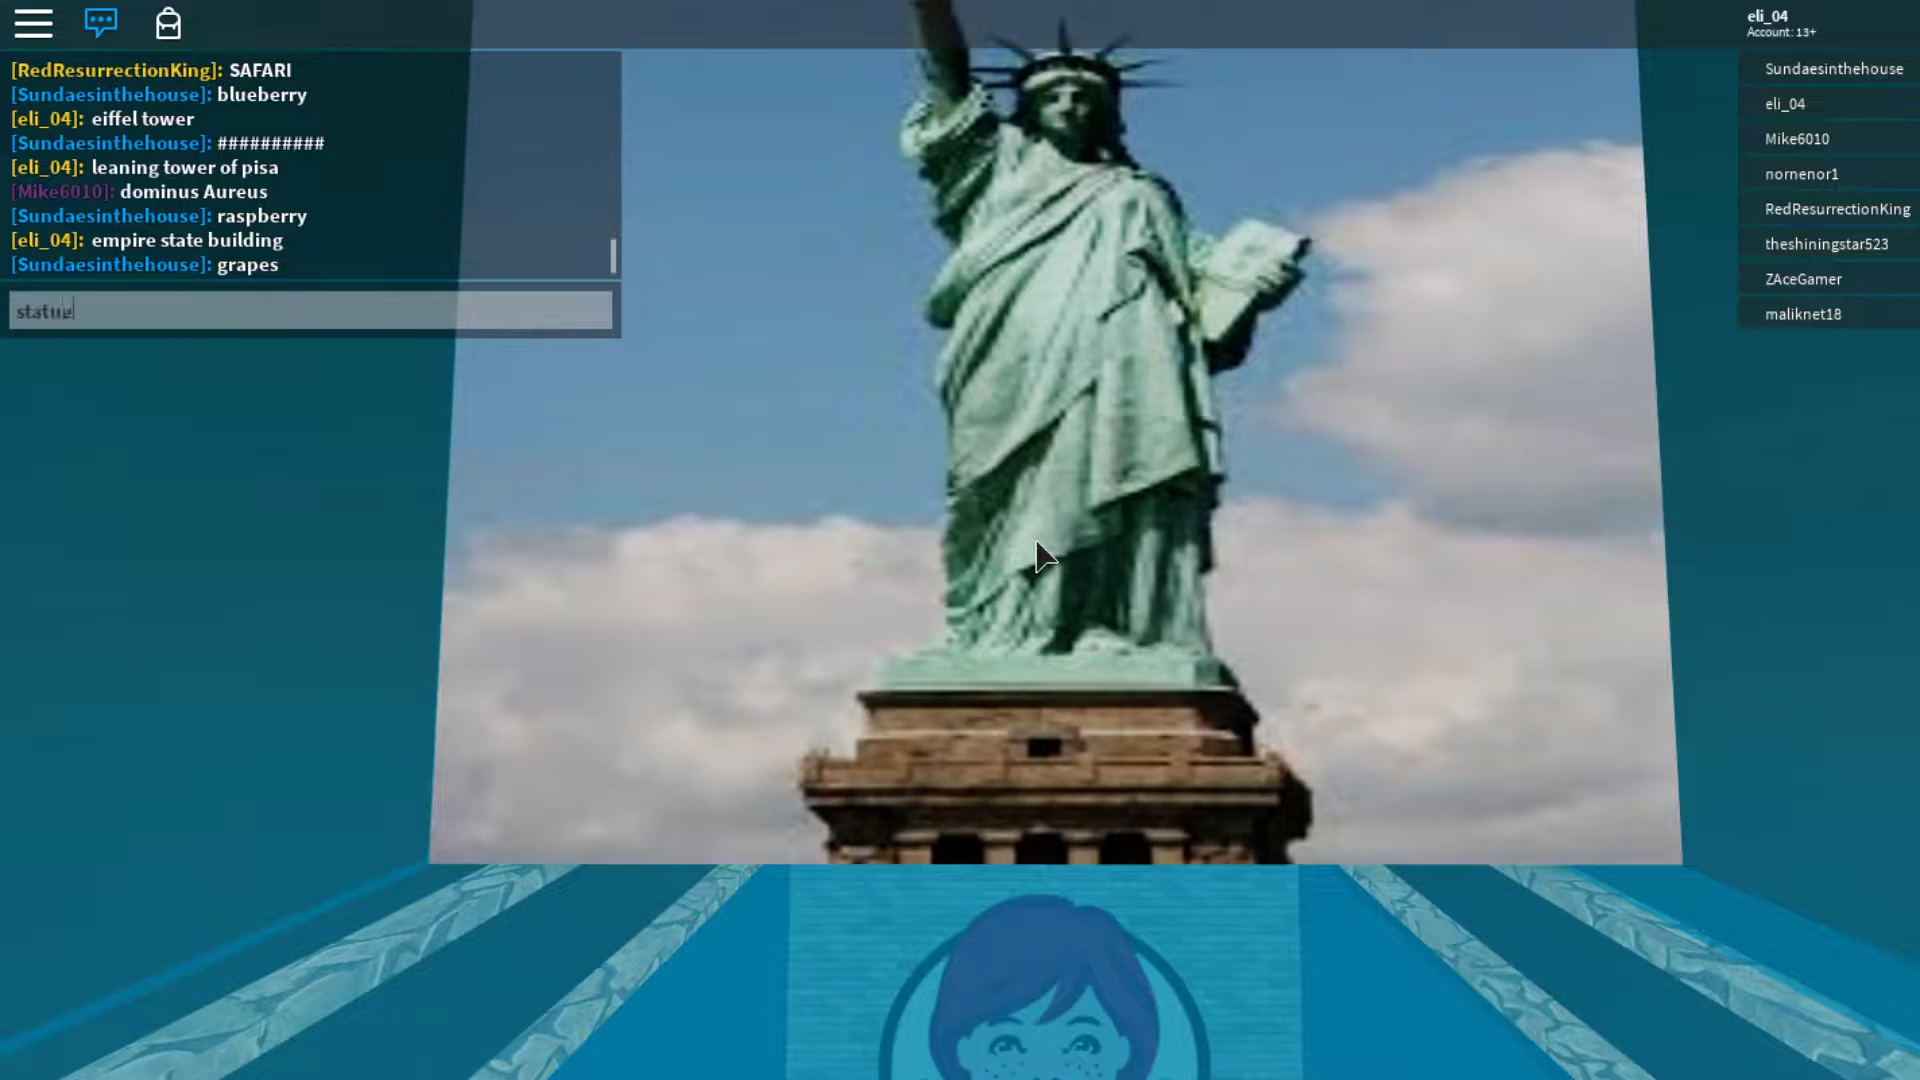 eli_04
Account: 13+
[RedResurrectionKing]: SAFARI
[Sundaesinthehouse]: blueberry
[eli_04]: eiffel tower
[Sundaesinthehouse]: ##########
[eli_04]: leaning tower of pisa
[Mike6010]: dominus Aureus
[Sundaesinthehouse]: raspberry
[eli_04]: empire state building
[Sundaesinthehouse]: grapes
statue
Sundaesinthehouse
eli_04
Mike6010
nornenor1
RedResurrectionKing
theshiningstar523
ZAceGamer
maliknet18